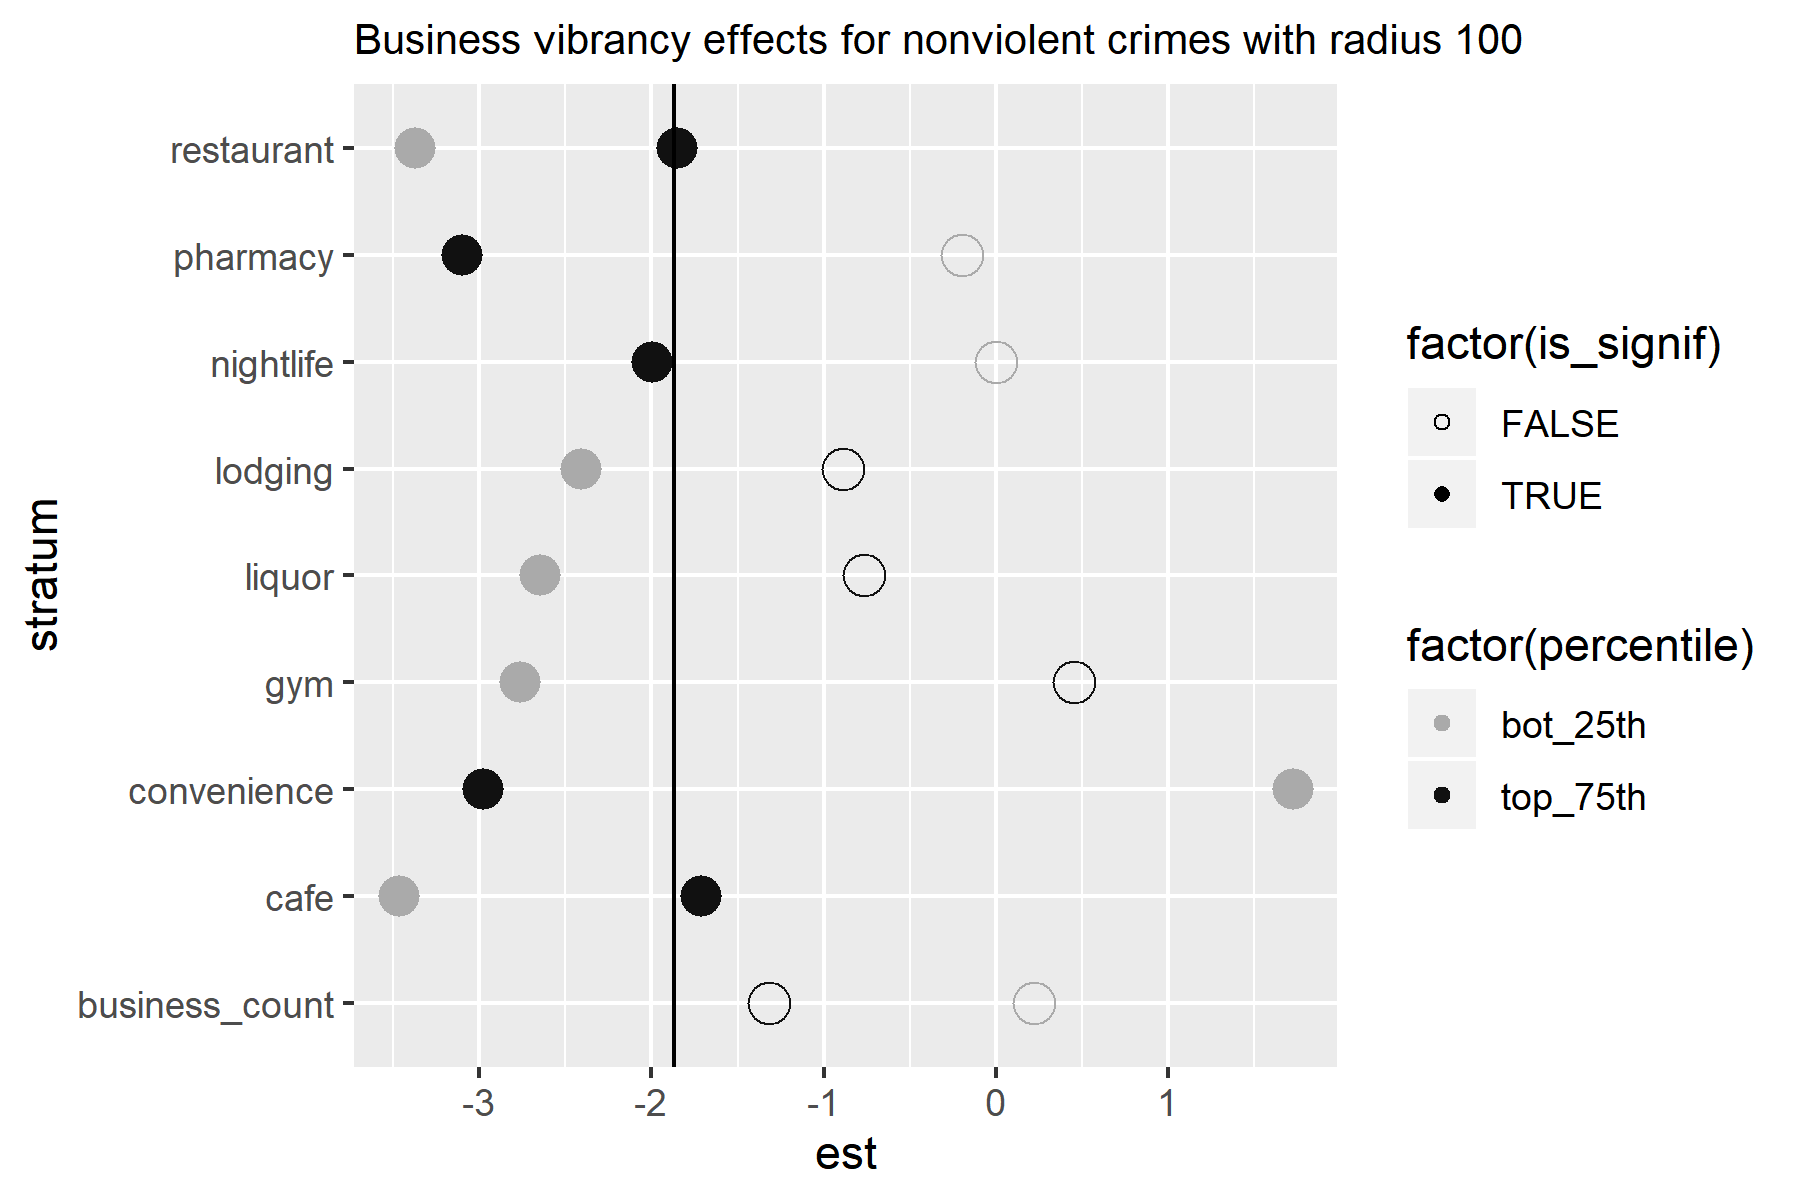 Business vibrancy effects for nonviolent crimes with radius 100
restaurant
pharmacy
nightlife
lodging
liquor
gym
convenience
cafe
business_count
stratum
-3 -2 -1 0 1
est
factor(is_signif)
FALSE
TRUE
factor(percentile)
bot_25th
top_75th